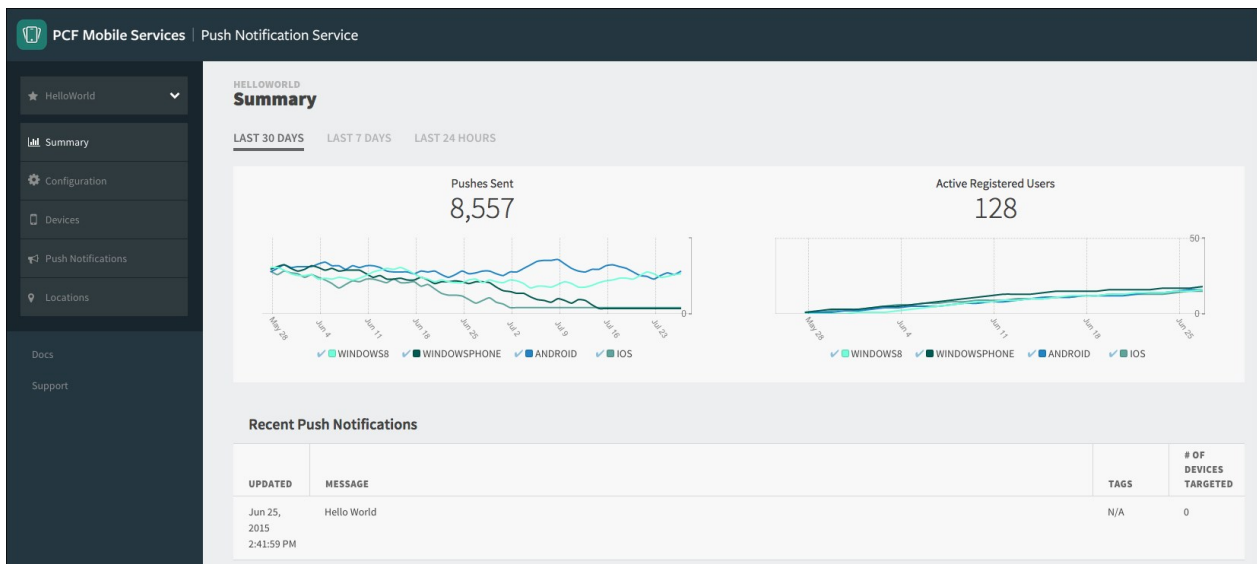 PCF Mobile Services | Push Notification Service
HelloWorld
Summary
Configuration
Devices
Push Notifications
Locations
Docs
Support
HELLOWORLD
Summary
LAST 30 DAYS LAST 7 DAYS LAST 24 HOURS
Pushes Sent
8,557
0
May 28 Jun 4 Jun 11 Jun 18 Jun 25 Jul 2 Jul 9 Jul 16 Jul 23
WINDOWS8 WINDOWSPHONE ANDROID IOS
Active Registered Users
128
50
0
May 28 Jun 4 Jun 11 Jun 18 Jun 25
WINDOWS8 WINDOWSPHONE ANDROID IOS
Recent Push Notifications
UPDATED MESSAGE TAGS # OF DEVICES TARGETED
Jun 25, Hello World N/A 0
2015
2:41:59 PM